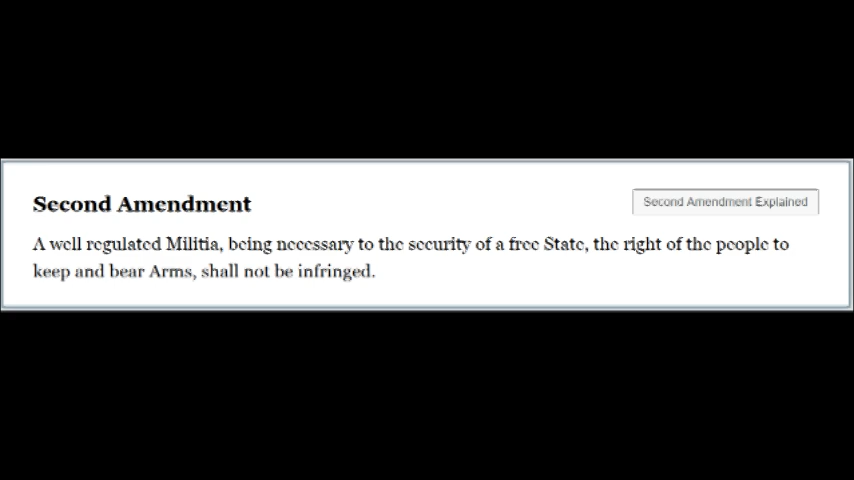 Second Amendment
Second Amendment Explained
A well regulated Militia, being necessary to the security of a free State, the right of the people to
keep and bear Arms, shall not be infringed.